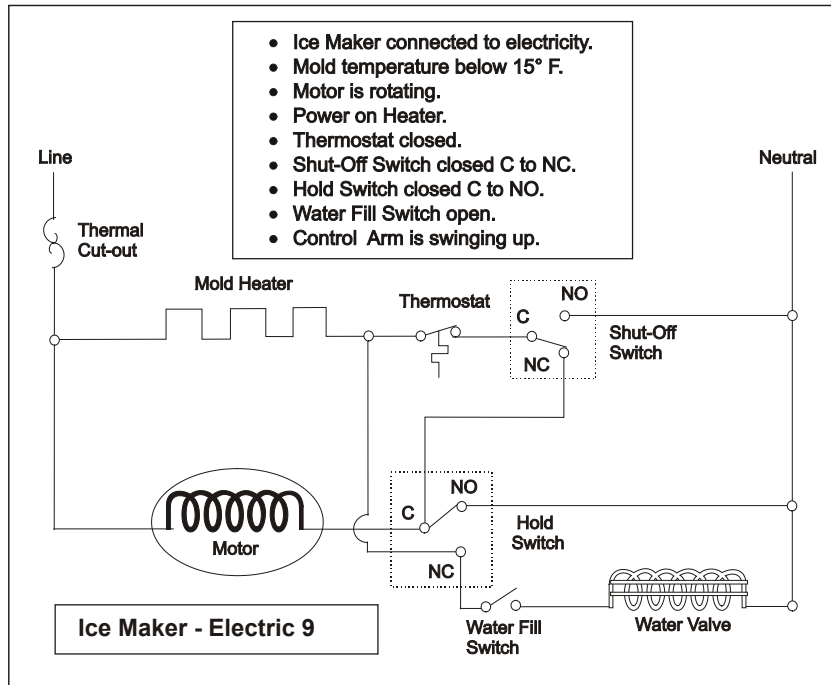 • Ice Maker connected to electricity.
• Mold temperature below 15° F.
• Motor is rotating.
• Power on Heater.
• Thermostat closed.
• Shut-Off Switch closed C to NC.
• Hold Switch closed C to NO.
• Water Fill Switch open.
• Control Arm is swinging up.
Line
Neutral
Thermal
Cut-out
Mold Heater
Thermostat
NO
C
NC
Shut-Off
Switch
NO
C
NC
Hold
Switch
Motor
Water Fill
Switch
Water Valve
Ice Maker - Electric 9